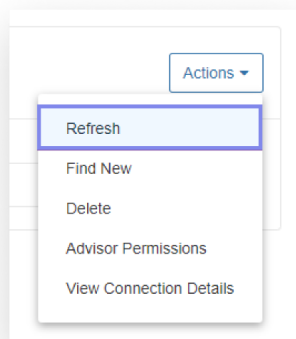 Actions
Refresh
Find New
Delete
Advisor Permissions
View Connection Details